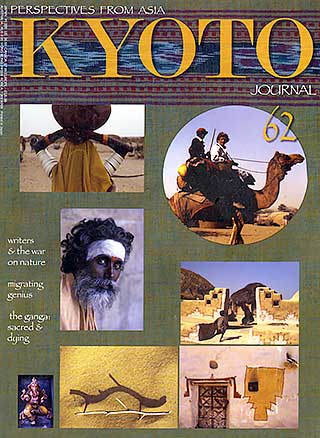 PERSPECTIVES FROM ASIA
KYOTO
JOURNAL
62
writers
& the war
on nature
migrating
genius
the ganga:
sacred &
dying